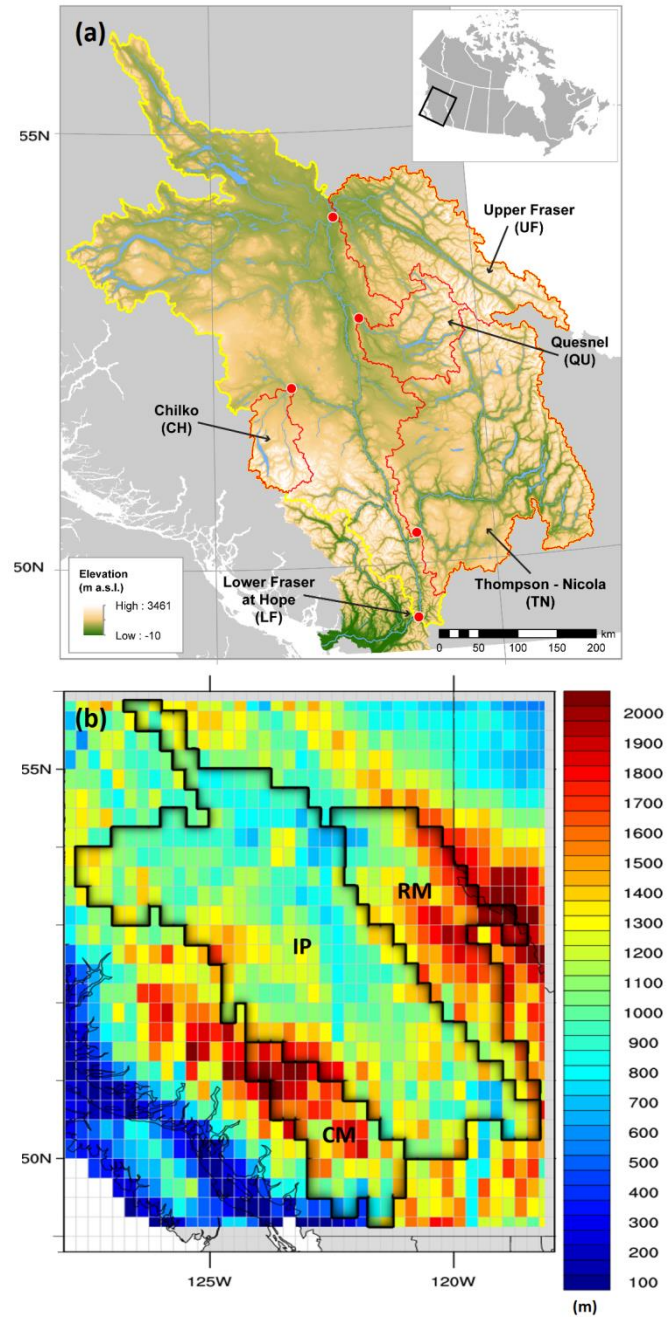 (a)
55N
Upper Fraser
(UF)
Quesnel
(QU)
Chilko
(CH)
50N
Elevation
(m a.s.l.)
High : 3461
Low : -10
Lower Fraser
at Hope
(LF)
Thompson - Nicola
(TN)
km
0 25 50 100 150 200
(b)
55N
50N
125W
120W
RM
IP
CM
2000
1900
1800
1700
1600
1500
1400
1300
1200
1100
1000
900
800
700
600
500
400
300
200
100
(m)